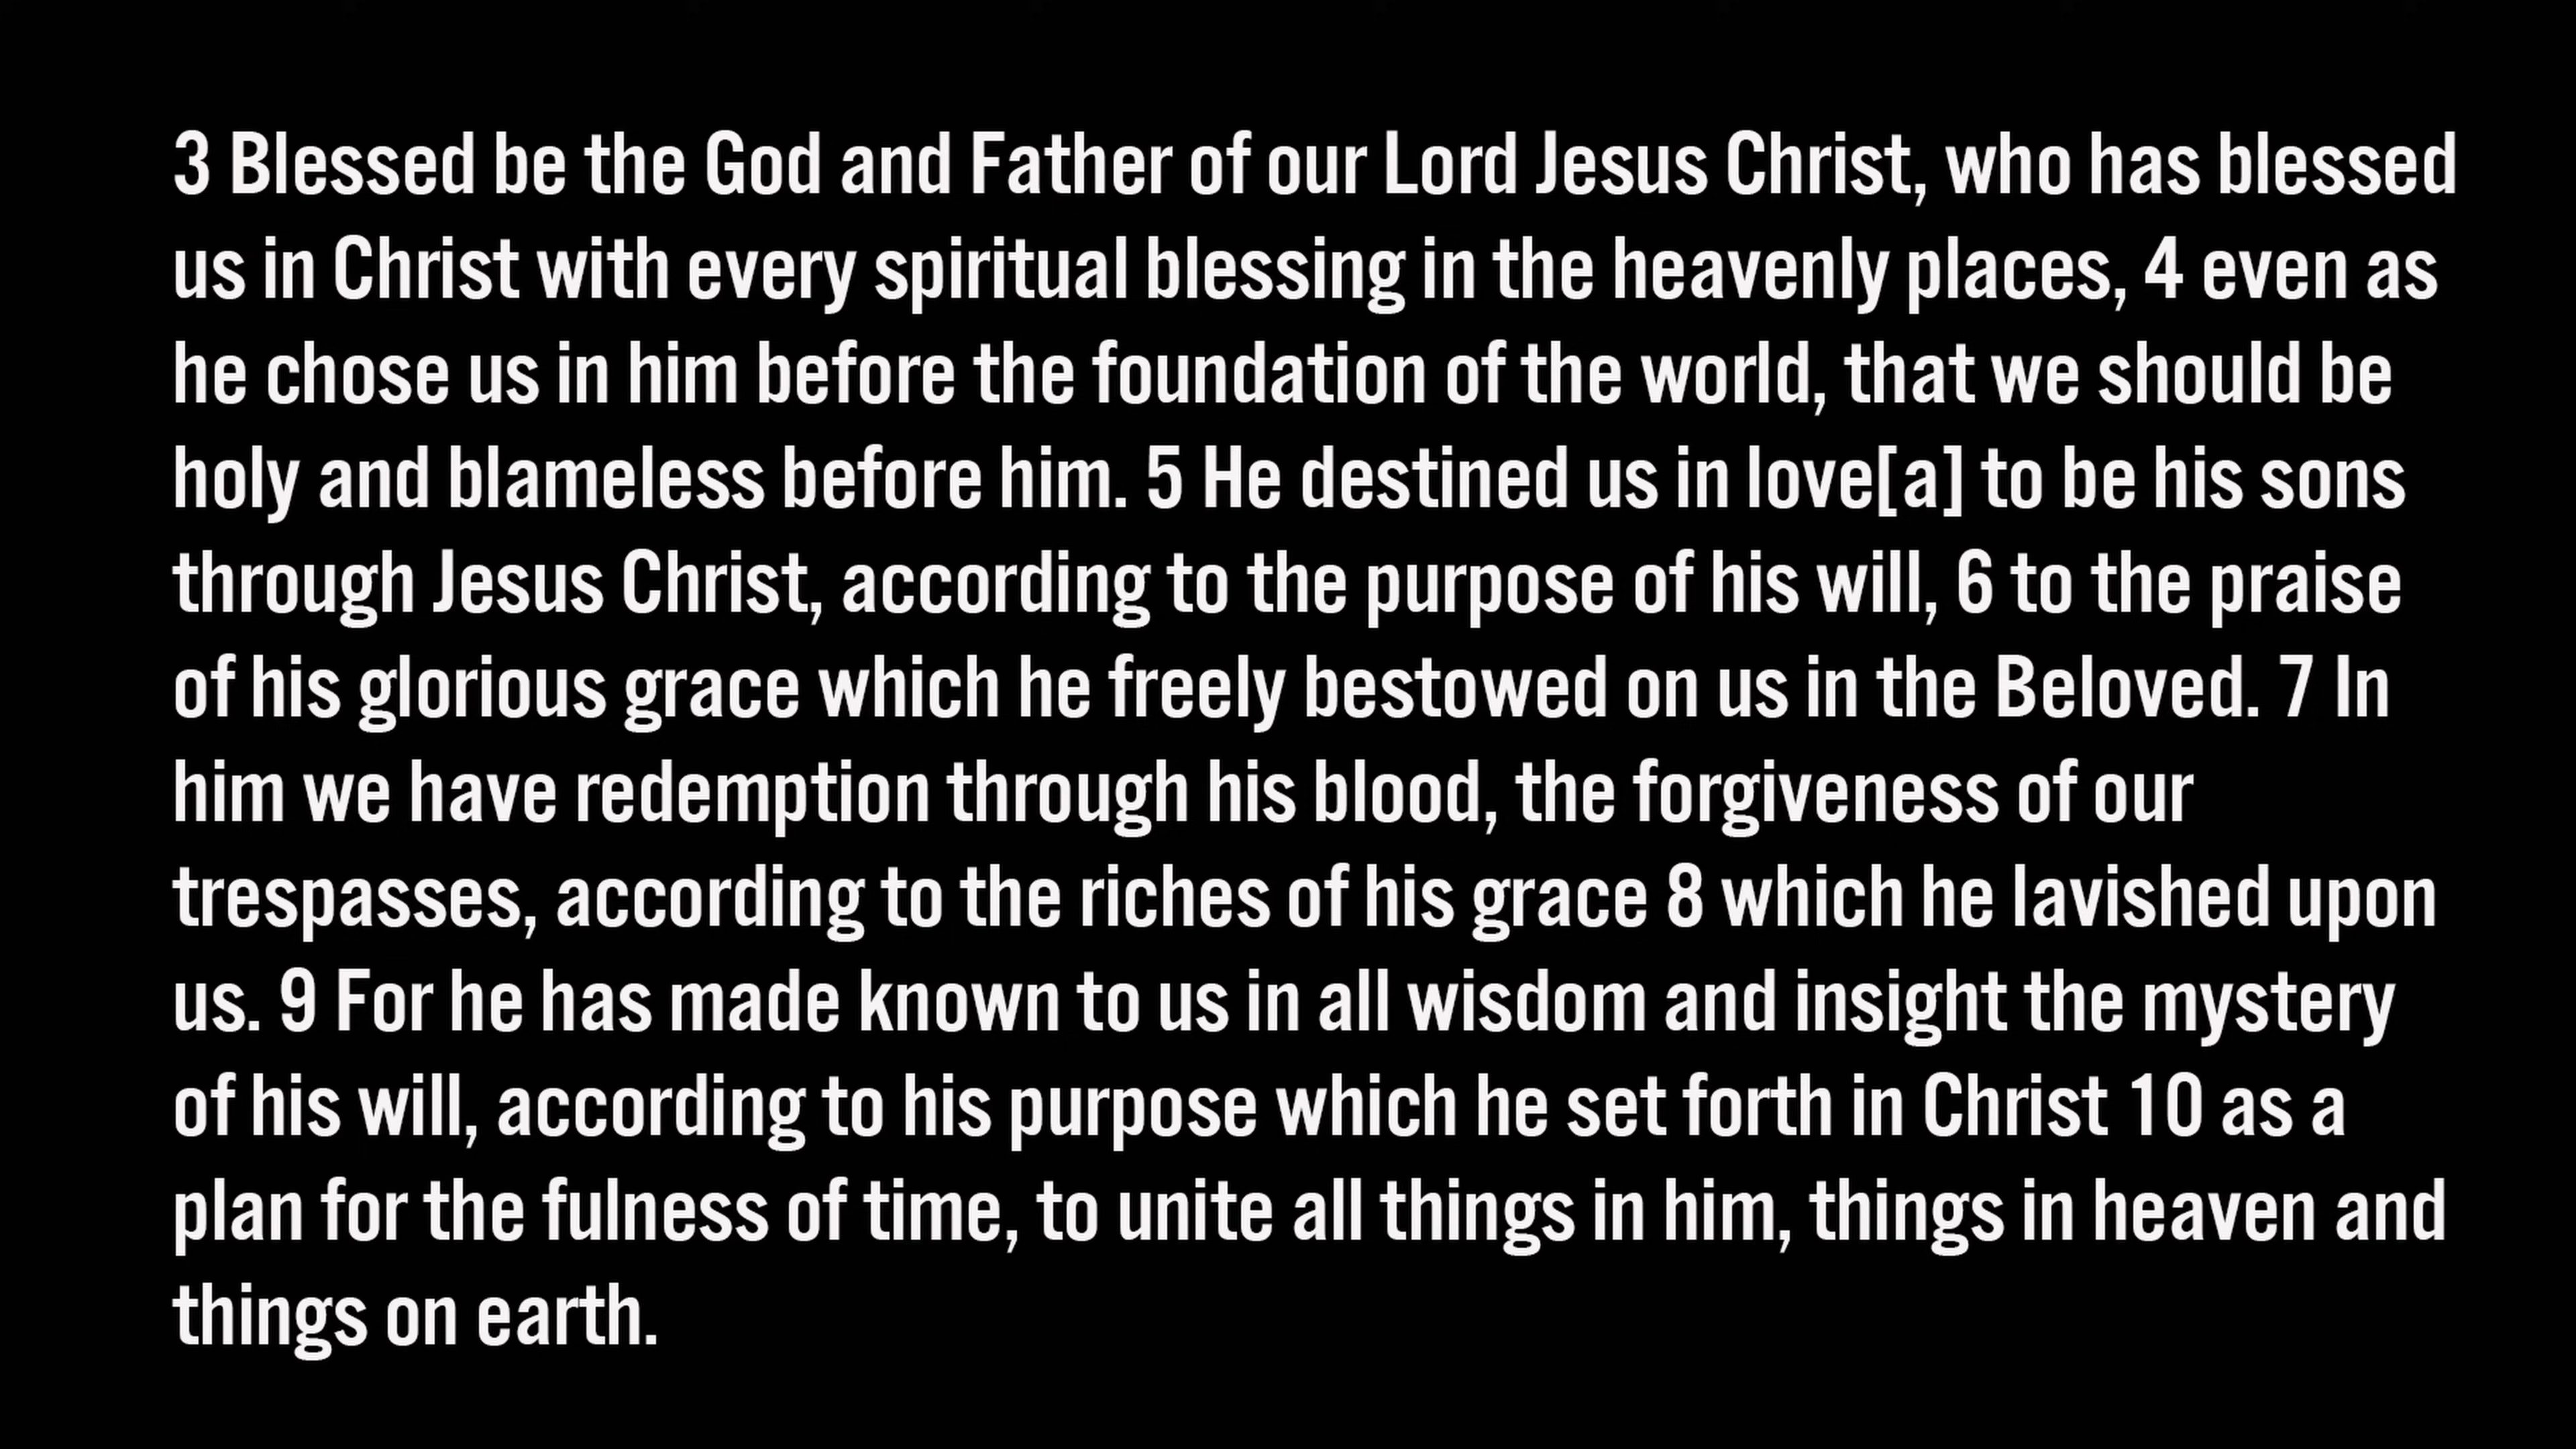 3 Blessed be the God and Father of our Lord Jesus Christ, who has blessed
us in Christ with every spiritual blessing in the heavenly places, 4 even as
he chose us in him before the foundation of the world, that we should be
holy and blameless before him. 5 He destined us in love[a] to be his sons
through Jesus Christ, according to the purpose of his will, 6 to the praise
of his glorious grace which he freely bestowed on us in the Beloved. 7 In
him we have redemption through his blood, the forgiveness of our
trespasses, according to the riches of his grace 8 which he lavished upon
us. 9 For he has made known to us in all wisdom and insight the mystery
of his will, according to his purpose which he set forth in Christ 10 as a
plan for the fulness of time, to unite all things in him, things in heaven and
things on earth.